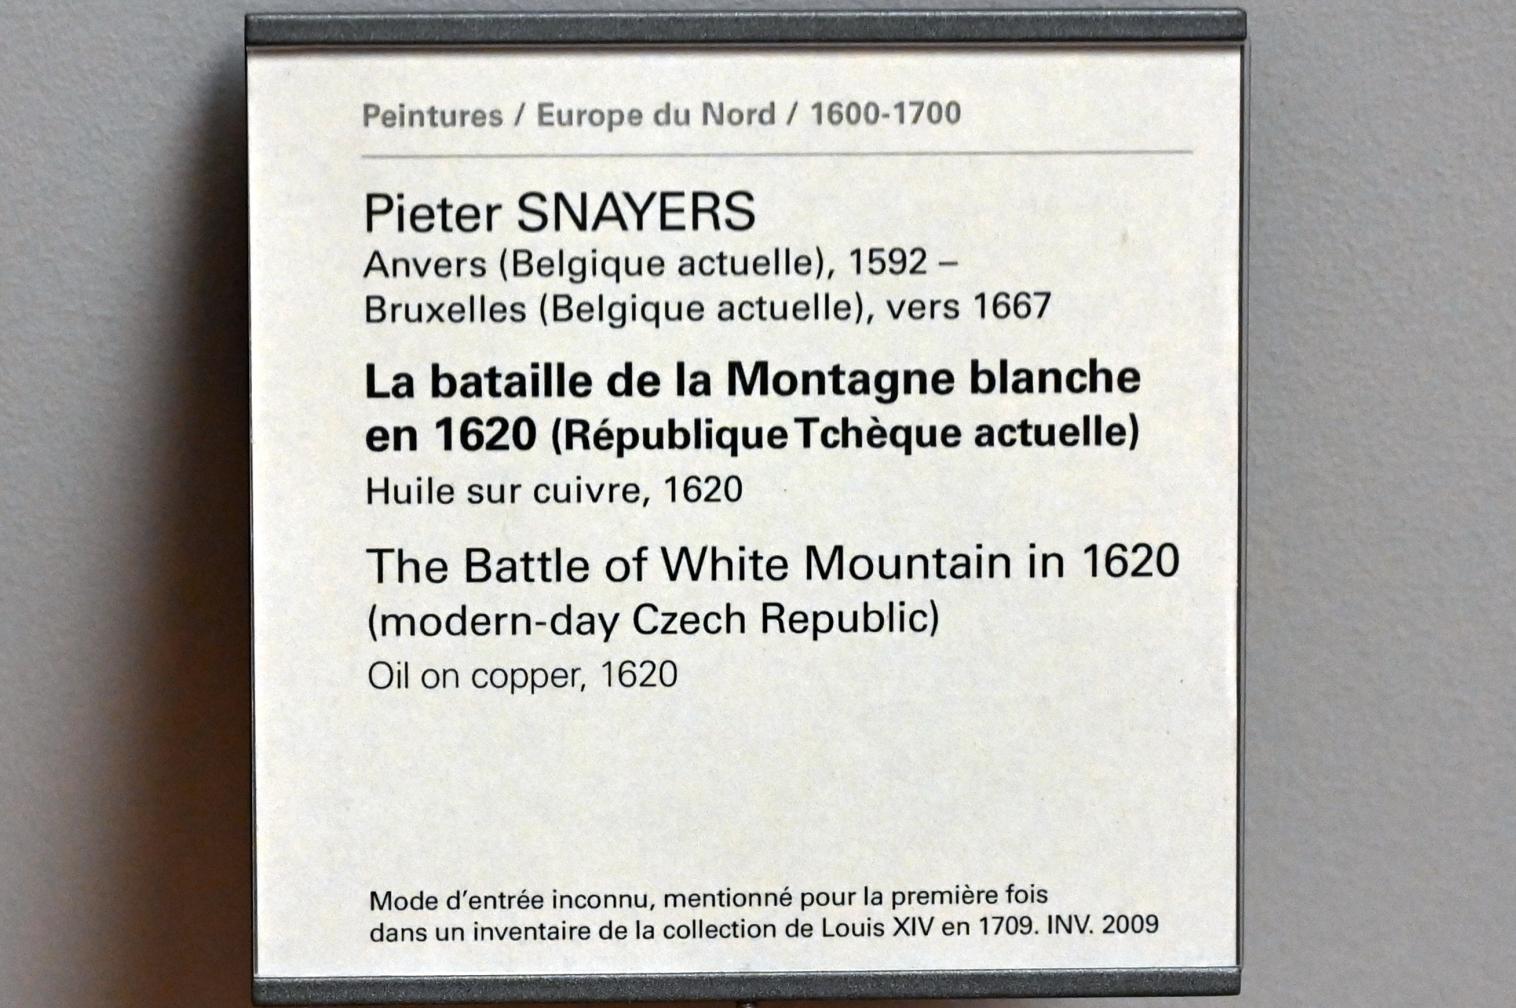 Peintures / Europe du Nord / 1600-1700
Pieter SNAYERS
Anvers (Belgique actuelle), 1592 –
Bruxelles (Belgique actuelle), vers 1667
La bataille de la Montagne blanche
en 1620 (République Tchèque actuelle)
Huile sur cuivre, 1620
The Battle of White Mountain in 1620
(modern-day Czech Republic)
Oil on copper, 1620
Mode d'entrée inconnu, mentionné pour la première fois
dans un inventaire de la collection de Louis XIV en 1709. INV. 2009